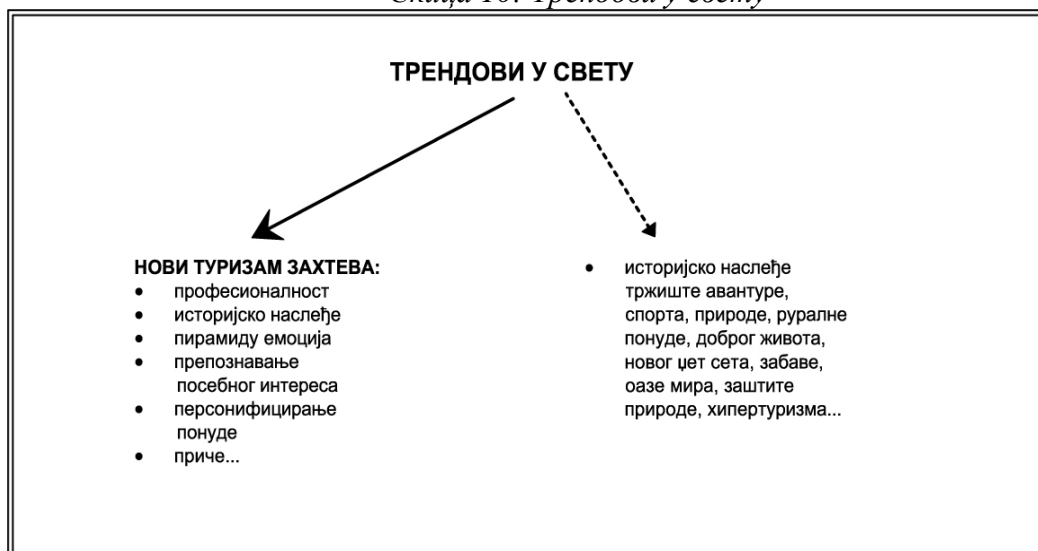 ТРЕНДОВИ У СВЕТУ
НОВИ ТУРИЗАМ ЗАХТЕВА:
• професионалност
• историјско наслеђе
• пирамиду емоција
• препознавање
посебног интереса
• персонифицирање
понуде
• приче...
• историјско наслеђе
тржиште авантуре,
спорта, природе, руралне
понуде, доброг живота,
новог џет сета, забаве,
оазе мира, заштите
природе, хипертуризма...